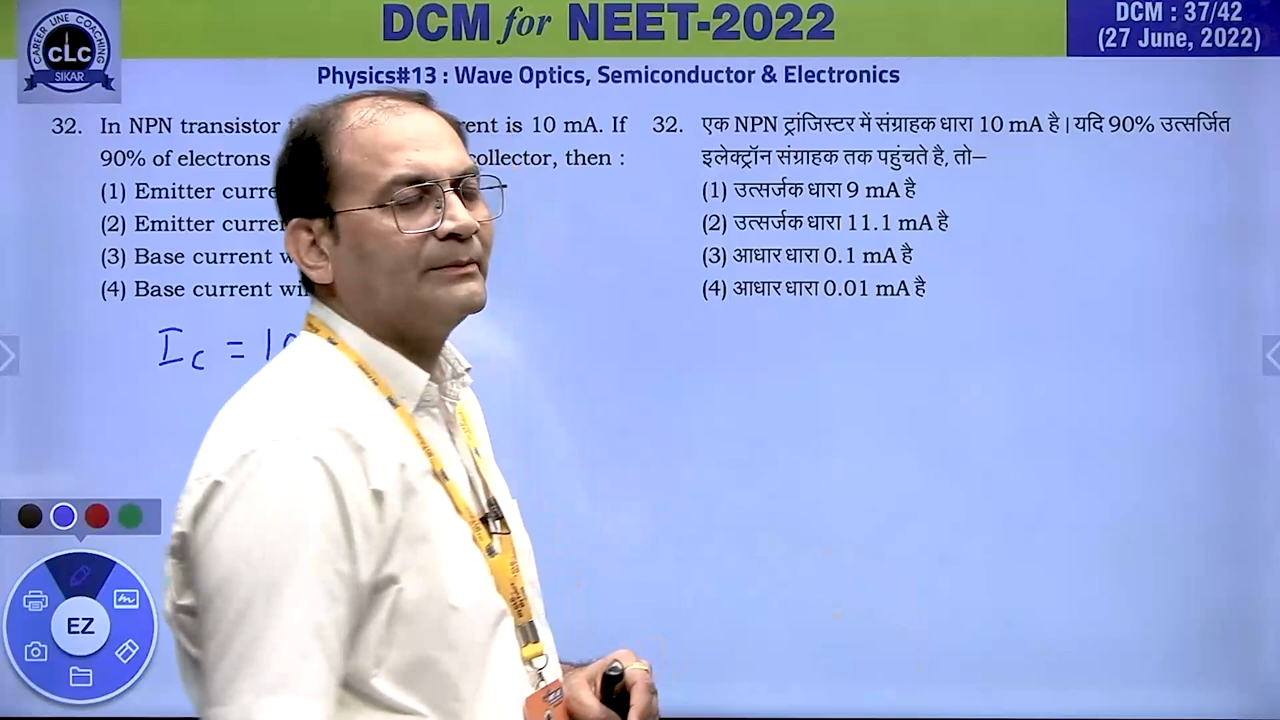 CAREER LINE COACHING
CLC
SIKAR
DCM for NEET-2022
DCM : 37/42
(27 June, 2022)
Physics#13 : Wave Optics, Semiconductor & Electronics
32. In NPN transistor is 10 mA. If
90% of electrons collector, then :
(1) Emitter
(2) Emitter
(3) Base current
(4) Base current
I_C =
32. एक NPN ट्रांजिस्टर में संग्राहक धारा 10 mA है। यदि 90% उत्सर्जित
इलेक्ट्रॉन संग्राहक तक पहुंचते है, तो–
(1) उत्सर्जक धारा 9 mA है
(2) उत्सर्जक धारा 11.1 mA है
(3) आधार धारा 0.1 mA है
(4) आधार धारा 0.01 mA है
EZ